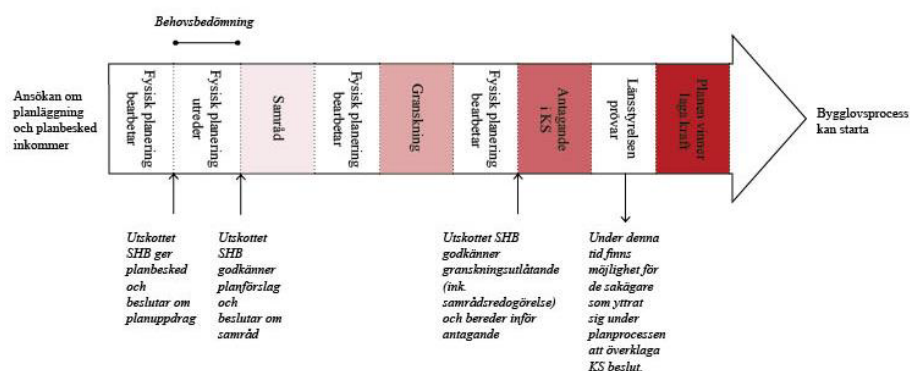 Behovsbedömning
Ansökan om
planläggning
och planbesked
inkommer
Fysisk planering
bearbetar
Fysisk planering
utreder
Samråd
Fysisk planering
bearbetar
Granskning
Fysisk planering
bearbetar
Antagande
i KS
Länsstyrelsen
prövar
Planen vinner
laga kraft
Bygglovsprocess
kan starta
Utskottet
SHB ger
planbesked
och
beslutar om
planuppdrag
Utskottet
SHB
godkänner
planförslag
och
beslutar om
samråd
Utskottet SHB
godkänner
granskningsutlåtande
(ink.
samrådsredogörelse)
och bereder inför
antagande
Under denna
tid finns
möjlighet för
de sakägare
som yttrat
sig under
planprocessen
att överklaga
KS beslut.